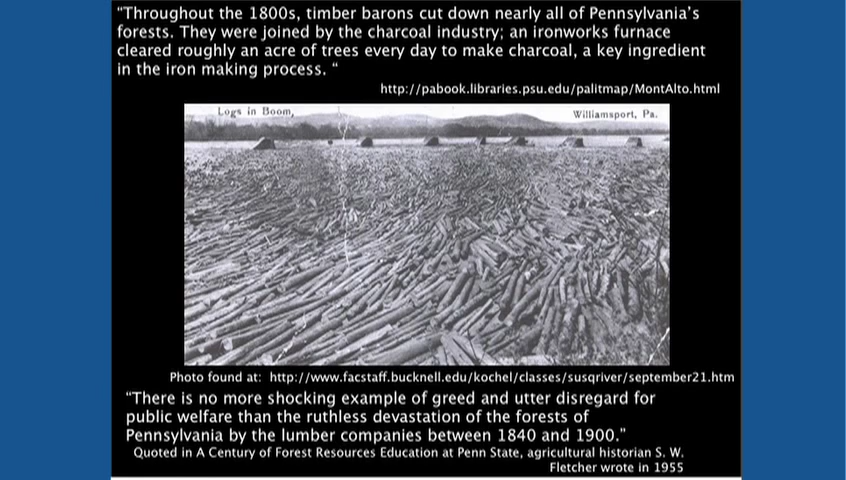 “Throughout the 1800s, timber barons cut down nearly all of Pennsylvania’s
forests. They were joined by the charcoal industry; an ironworks furnace
cleared roughly an acre of trees every day to make charcoal, a key ingredient
in the iron making process. “
http://pabook.libraries.psu.edu/palitmap/MontAlto.html
Logs in Boom, Williamsport, Pa.
Photo found at: http://www.facstaff.bucknell.edu/kochel/classes/susqriver/september21.htm
“There is no more shocking example of greed and utter disregard for
public welfare than the ruthless devastation of the forests of
Pennsylvania by the lumber companies between 1840 and 1900.”
Quoted in A Century of Forest Resources Education at Penn State, agricultural historian S. W.
Fletcher wrote in 1955